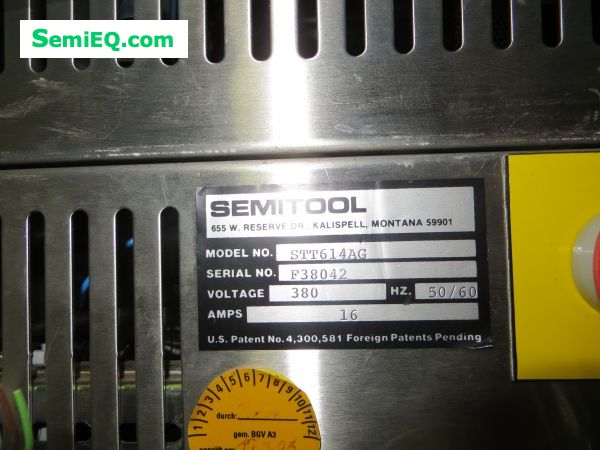 SemiEQ.com
SEMITOOL
655 W. RESERVE DR., KALISPELL, MONTANA 59901
MODEL NO. STT614AG
SERIAL NO. F38042
VOLTAGE 380 HZ. 50/60
AMPS 16
U.S. Patent No. 4,300,581 Foreign Patents Pending
1 2 3 4 5 6 7 8 9 10 11 12
durch:
gem. BGV A3